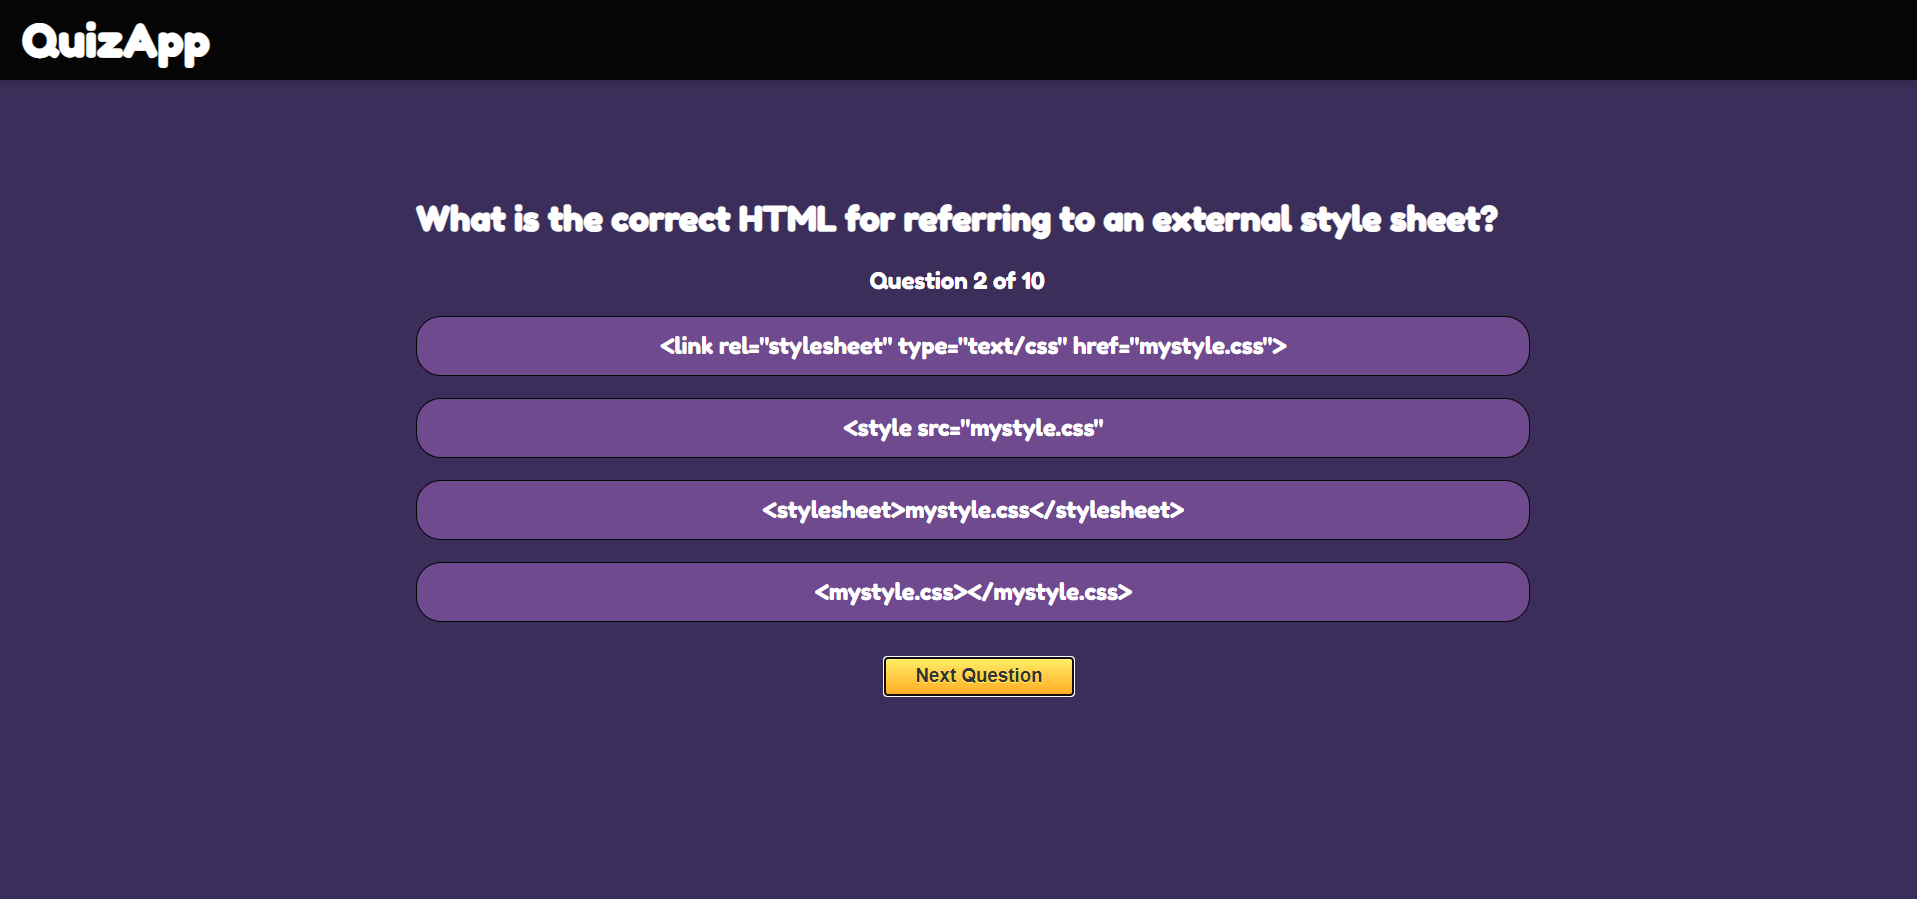 QuizApp
What is the correct HTML for referring to an external style sheet?
Question 2 of 10
<link rel="stylesheet" type="text/css" href="mystyle.css">
<style src="mystyle.css"
<stylesheet>mystyle.css</stylesheet>
<mystyle.css></mystyle.css>
Next Question